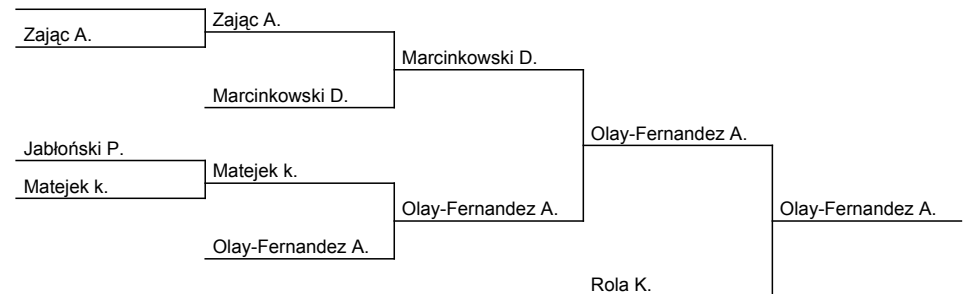 Zając A.
Zając A.
Marcinkowski D.
Marcinkowski D.
Olay-Fernandez A.
Jabłoński P.
Matejek k.
Matejek k.
Olay-Fernandez A.
Olay-Fernandez A.
Olay-Fernandez A.
Rola K.